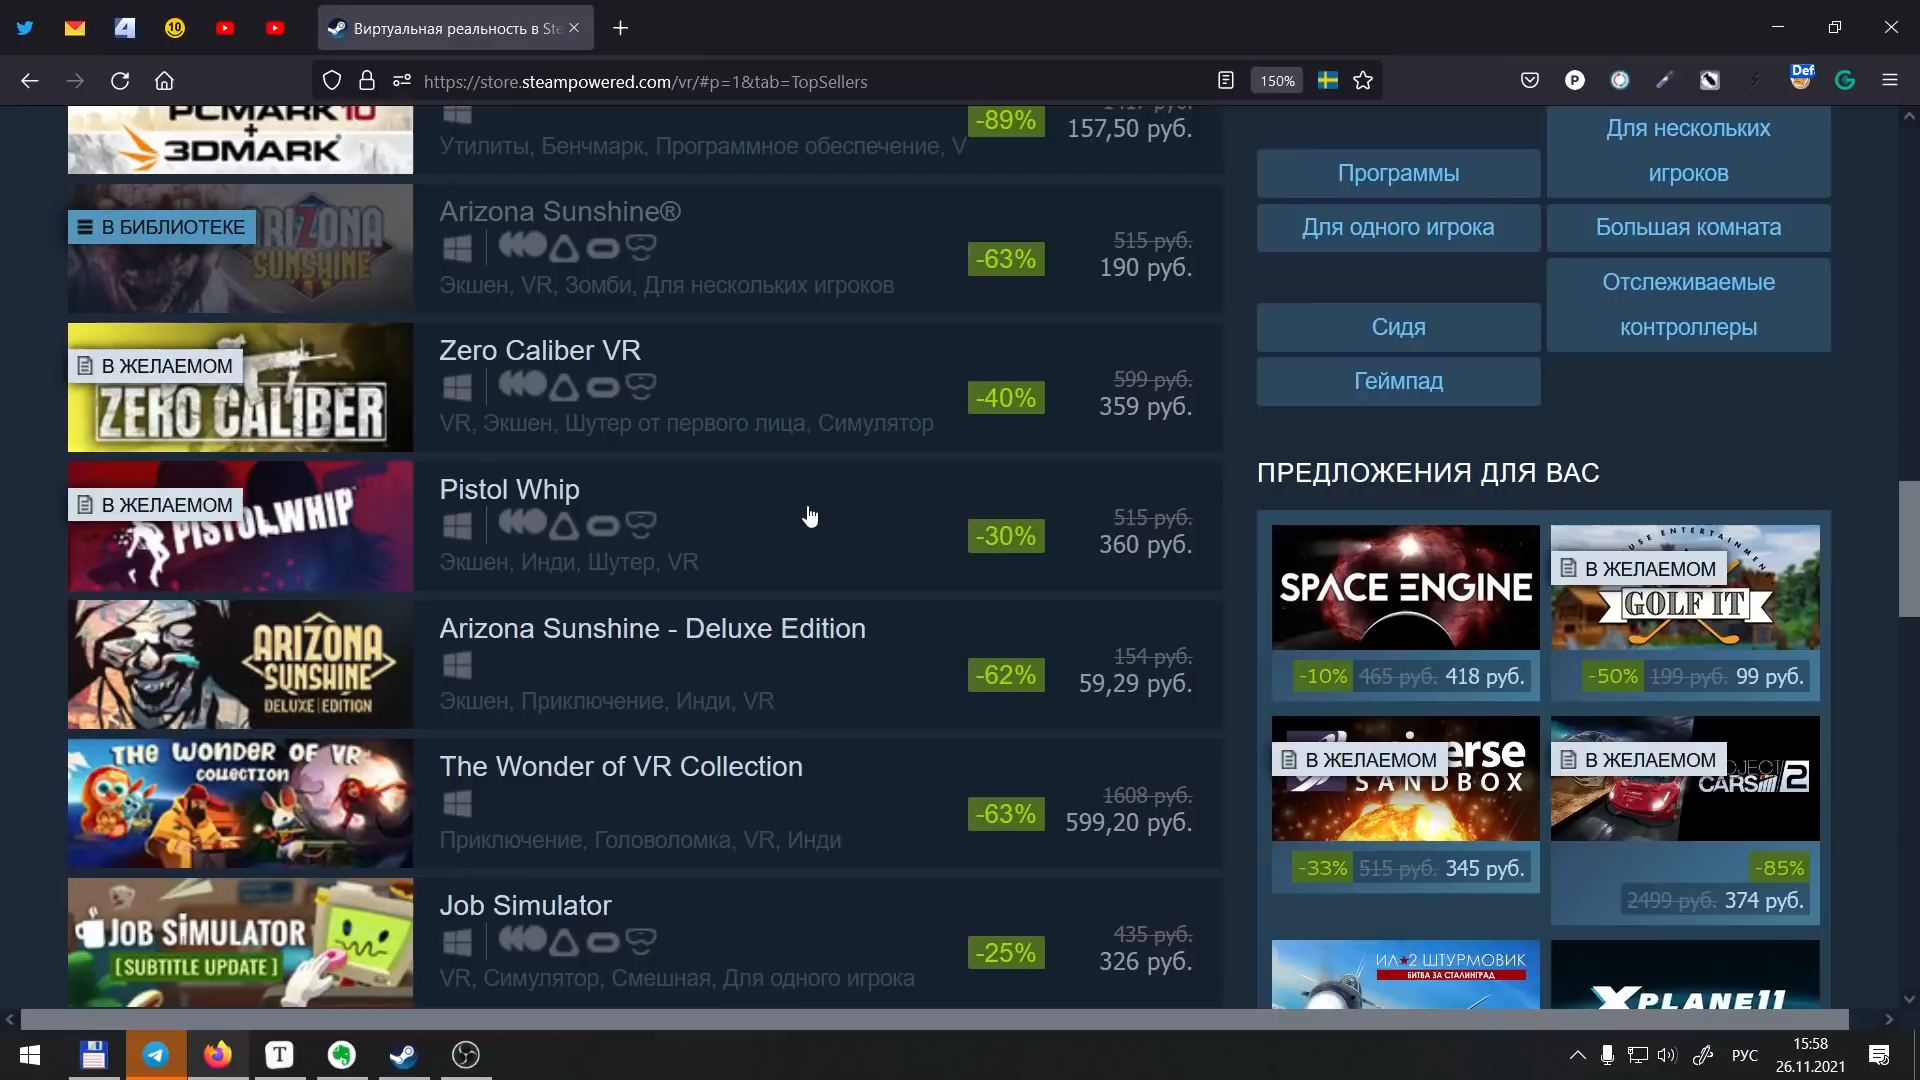 Виртуальная реальность в Ste
https://store.steampowered.com/vr/#p=1&tab=TopSellers
150%
Def
PCMARK 10
+
3DMARK
Утилиты, Бенчмарк, Программное обеспечение, V
-89%
157,50 руб.
В БИБЛИОТЕКЕ
ARIZONA
SUNSHINE
Arizona Sunshine®
Экшен, VR, Зомби, Для нескольких игроков
-63%
515 руб.
190 руб.
В ЖЕЛАЕМОМ
ZERO CALIBER
Zero Caliber VR
VR, Экшен, Шутер от первого лица, Симулятор
-40%
599 руб.
359 руб.
В ЖЕЛАЕМОМ
PISTOL WHIP
Pistol Whip
Экшен, Инди, Шутер, VR
-30%
515 руб.
360 руб.
ARIZONA
SUNSHINE
DELUXE EDITION
Arizona Sunshine - Deluxe Edition
Экшен, Приключение, Инди, VR
-62%
154 руб.
59,29 руб.
THE WONDER OF VR
COLLECTION
The Wonder of VR Collection
Приключение, Головоломка, VR, Инди
-63%
1608 руб.
599,20 руб.
JOB SIMULATOR
[SUBTITLE UPDATE]
Job Simulator
VR, Симулятор, Смешная, Для одного игрока
-25%
435 руб.
326 руб.
Для нескольких
игроков
Программы
Для одного игрока
Большая комната
Отслеживаемые
контроллеры
Сидя
Геймпад
ПРЕДЛОЖЕНИЯ ДЛЯ ВАС
SPACE ENGINE
-10% 465 руб. 418 руб.
В ЖЕЛАЕМОМ
GOLF IT
-50% 199 руб. 99 руб.
В ЖЕЛАЕМОМ
erse
SANDBOX
-33% 515 руб. 345 руб.
В ЖЕЛАЕМОМ
CARS 2
-85%
2499 руб. 374 руб.
ИЛ★2 ШТУРМОВИК
БИТВА ЗА СТАЛИНГРАД
XPLANE11
РУС
15:58
26.11.2021